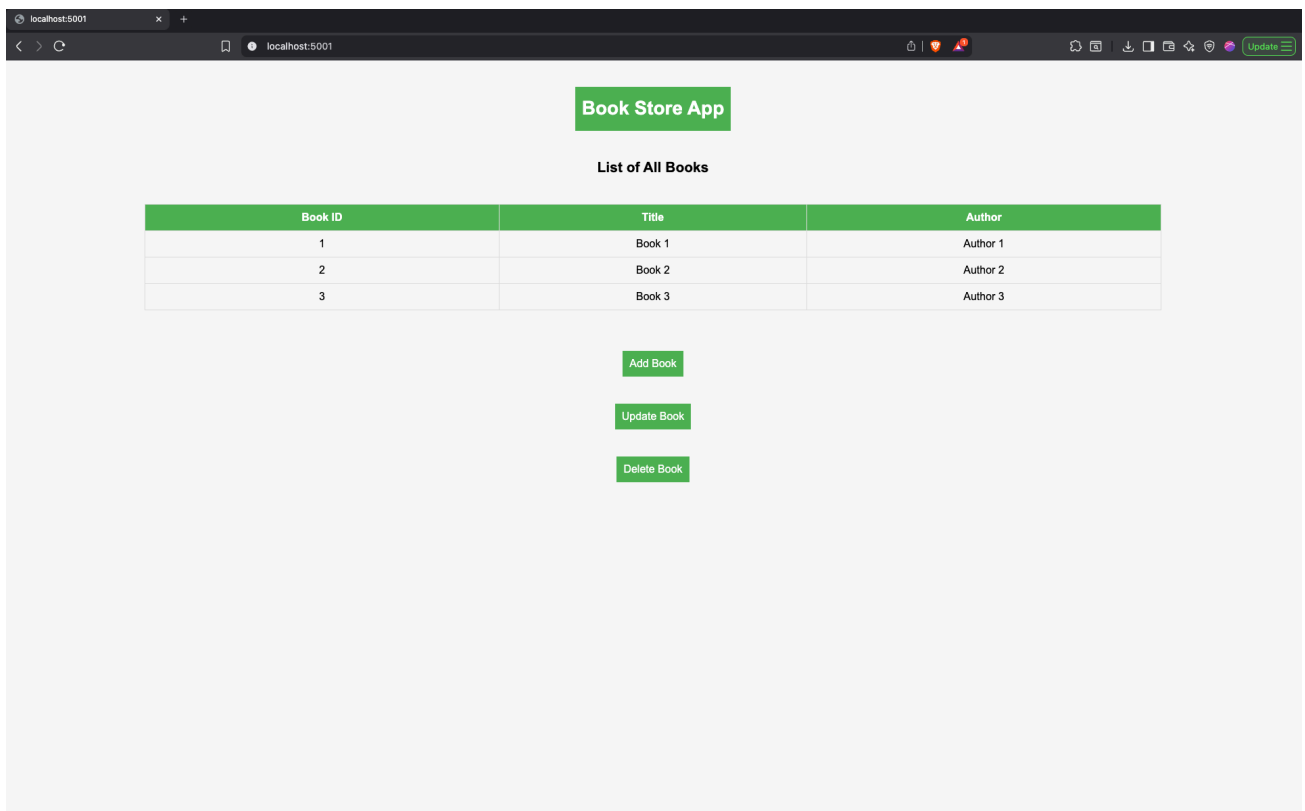 localhost:5001
localhost:5001
1
Update
Book Store App
List of All Books
Book ID Title Author
1 Book 1 Author 1
2 Book 2 Author 2
3 Book 3 Author 3
Add Book
Update Book
Delete Book